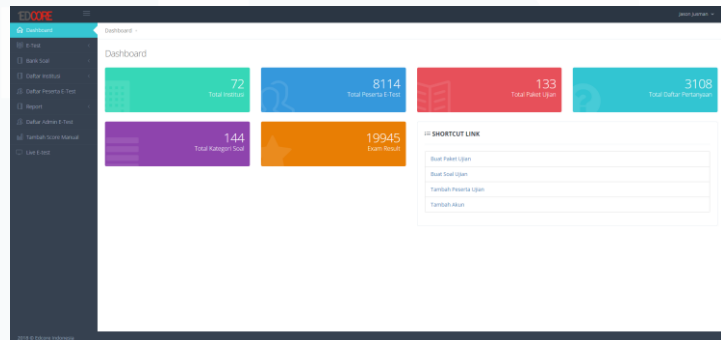 EDCORE
jason jusman
Dashboard
E-Test
Bank Soal
Daftar Institusi
Daftar Peserta E-Test
Report
Daftar Admin E-Test
Tambah Score Manual
Live E-test
Dashboard
Dashboard
72
Total Institusi
8114
Total Peserta E-Test
133
Total Paket Ujian
3108
Total Daftar Pertanyaan
144
Total Kategori Soal
19945
Exam Result
SHORTCUT LINK
Buat Paket Ujian
Buat Soal Ujian
Tambah Peserta Ujian
Tambah Akun
2019 © Edcore Indonesia